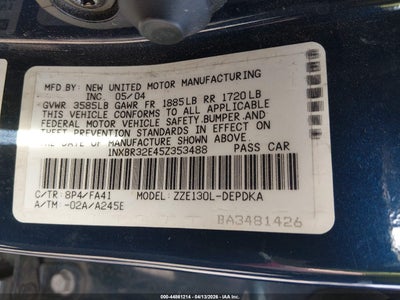 MFD.BY: NEW UNITED MOTOR MANUFACTURING
INC. 05/04
GVWR 3585LB GAWR FR 1885LB RR 1720LB
THIS VEHICLE CONFORMS TO ALL APPLICABLE
FEDERAL MOTOR VEHICLE SAFETY, BUMPER, AND
THEFT PREVENTION STANDARDS IN EFFECT ON
THE DATE OF MANUFACTURE SHOWN ABOVE.
1NXBR32E45Z353488 PASS CAR
C/TR: 8P4/FA41 MODEL: ZZE130L-DEPDKA
A/TM: -02A/A245E
BA3481426
000-44881214 - 04/13/2026 - IAA